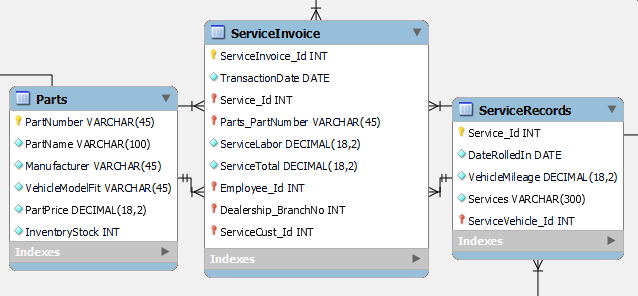 ServiceInvoice
ServiceInvoice_Id INT
TransactionDate DATE
Service_Id INT
Parts_PartNumber VARCHAR(45)
ServiceLabor DECIMAL(18,2)
ServiceTotal DECIMAL(18,2)
Employee_Id INT
Dealership_BranchNo INT
ServiceCust_Id INT
Indexes
Parts
PartNumber VARCHAR(45)
PartName VARCHAR(100)
Manufacturer VARCHAR(45)
VehicleModelFit VARCHAR(45)
PartPrice DECIMAL(18,2)
InventoryStock INT
Indexes
ServiceRecords
Service_Id INT
DateRolledIn DATE
VehicleMileage DECIMAL(18,2)
Services VARCHAR(300)
ServiceVehicle_Id INT
Indexes